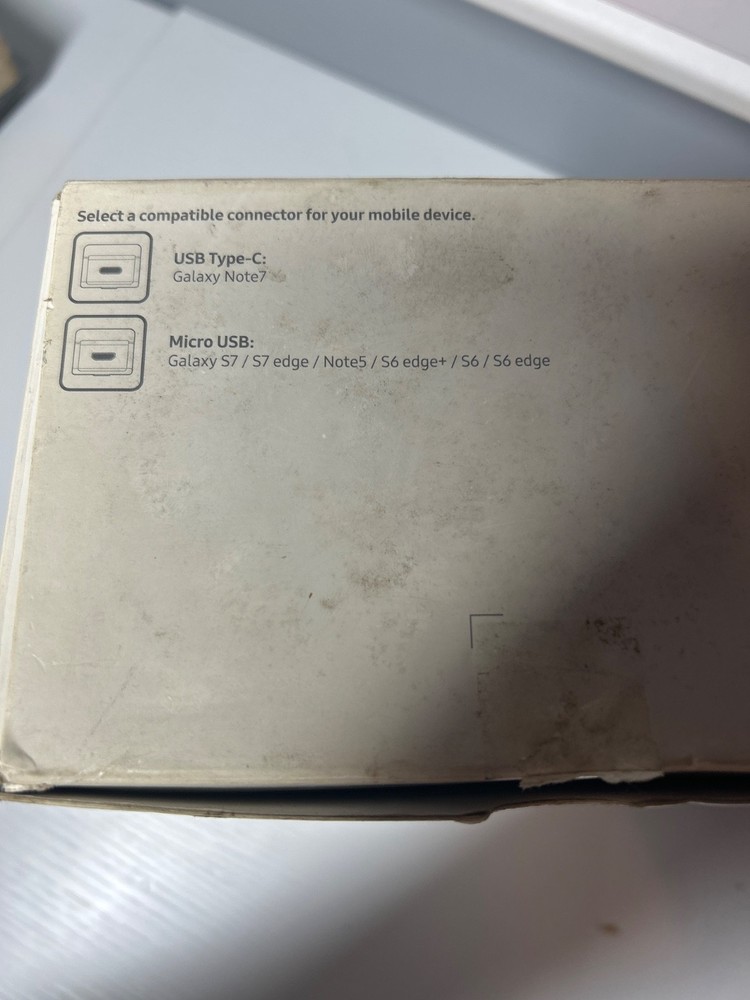 Select a compatible connector for your mobile device.
USB Type-C:
Galaxy Note7
Micro USB:
Galaxy S7 / S7 edge / Note5 / S6 edge+ / S6 / S6 edge